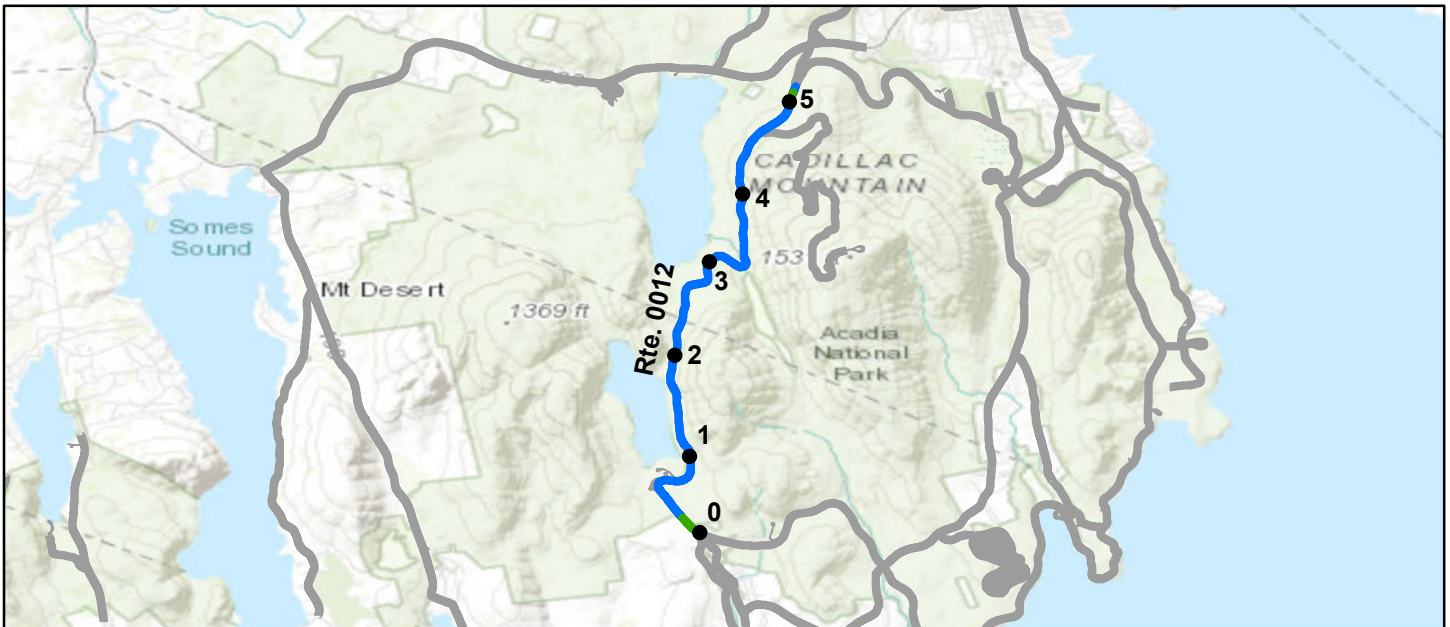 5
CADILLAC
MOUNTAIN
4
Somes
Sound
153
3
Mt Desert
1369 ft
Rte. 0012
2
Acadia
National
Park
1
0